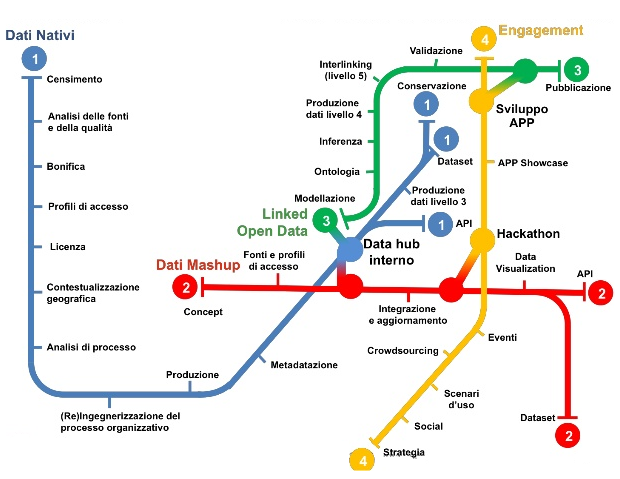 Dati Nativi
1
Censimento
Analisi delle fonti
e della qualità
Bonifica
Profili di accesso
Licenza
Contestualizzazione
geografica
Analisi di processo
(Re)Ingegnerizzazione del
processo organizzativo
Produzione
Metadatazione
Data hub
interno
Produzione
dati livello 3
Dataset
1
Conservazione
1
1
API
Linked
Open Data
3
Modellazione
Ontologia
Inferenza
Produzione
dati livello 4
Interlinking
(livello 5)
Validazione
3
Pubblicazione
Dati Mashup
2
Concept
Fonti e profili
di accesso
Integrazione
e aggiornamento
Data
Visualization
API
2
Dataset
2
Engagement
4
Sviluppo
APP
APP Showcase
Hackathon
Eventi
Crowdsourcing
Scenari
d'uso
Social
Strategia
4